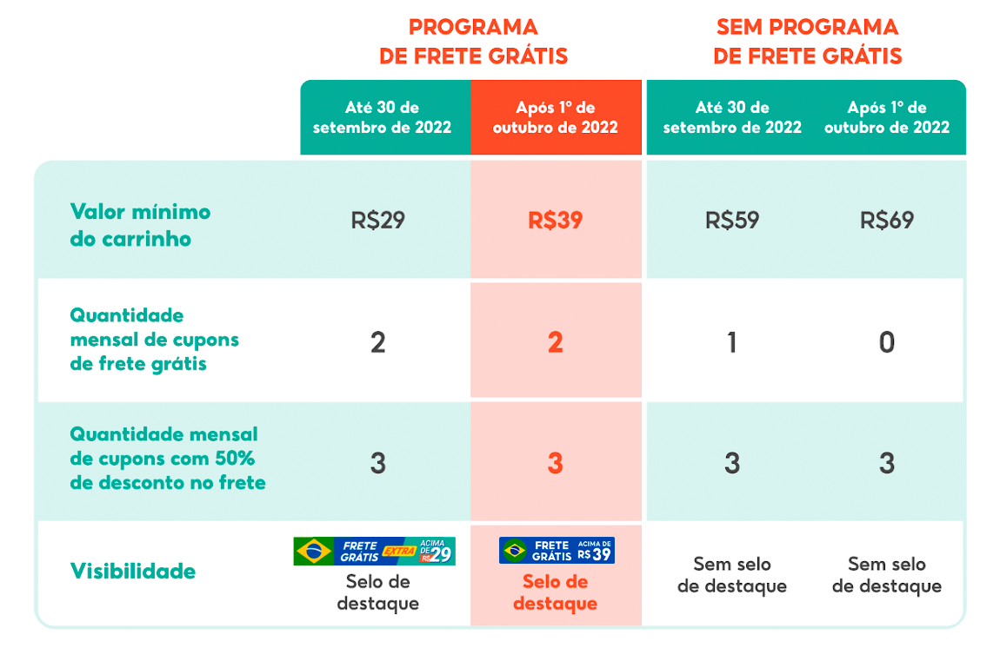 PROGRAMA
DE FRETE GRÁTIS
SEM PROGRAMA
DE FRETE GRÁTIS
Até 30 de
setembro de 2022
Após 1º de
outubro de 2022
Até 30 de
setembro de 2022
Após 1º de
outubro de 2022
Valor mínimo
do carrinho
R$29
R$39
R$59
R$69
Quantidade
mensal de cupons
de frete grátis
2
2
1
0
Quantidade mensal
de cupons com 50%
de desconto no frete
3
3
3
3
Visibilidade
FRETE
GRÁTIS
EXTRA
ACIMA
DE
R$29
Selo de
destaque
FRETE
GRÁTIS
ACIMA DE
R$ 39
Selo de
destaque
Sem selo
de destaque
Sem selo
de destaque